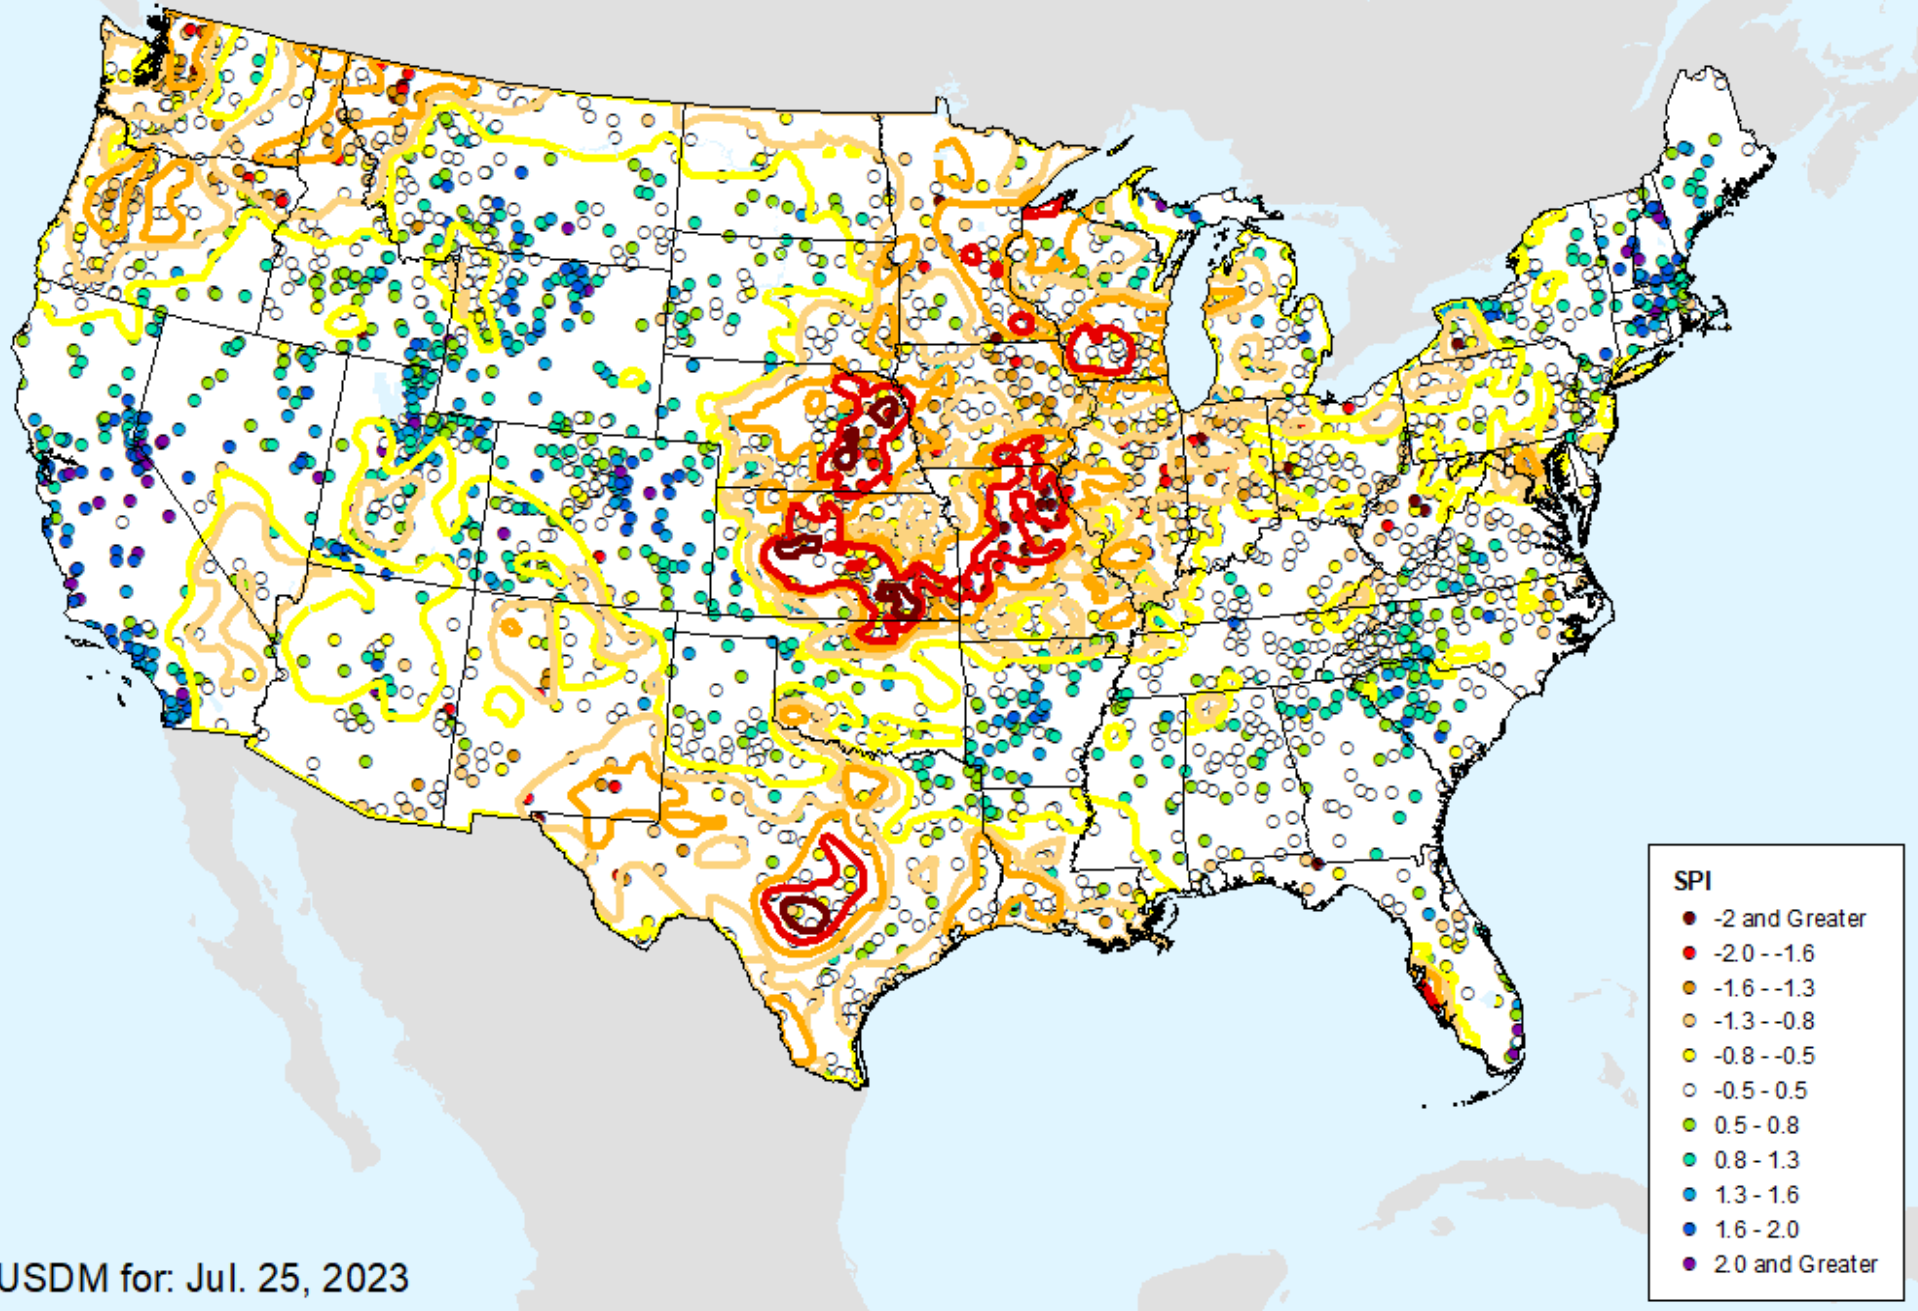 SPI
-2 and Greater
-2.0 - -1.6
-1.6 - -1.3
-1.3 - -0.8
-0.8 - -0.5
-0.5 - 0.5
0.5 - 0.8
0.8 - 1.3
1.3 - 1.6
1.6 - 2.0
2.0 and Greater
USDM for: Jul. 25, 2023